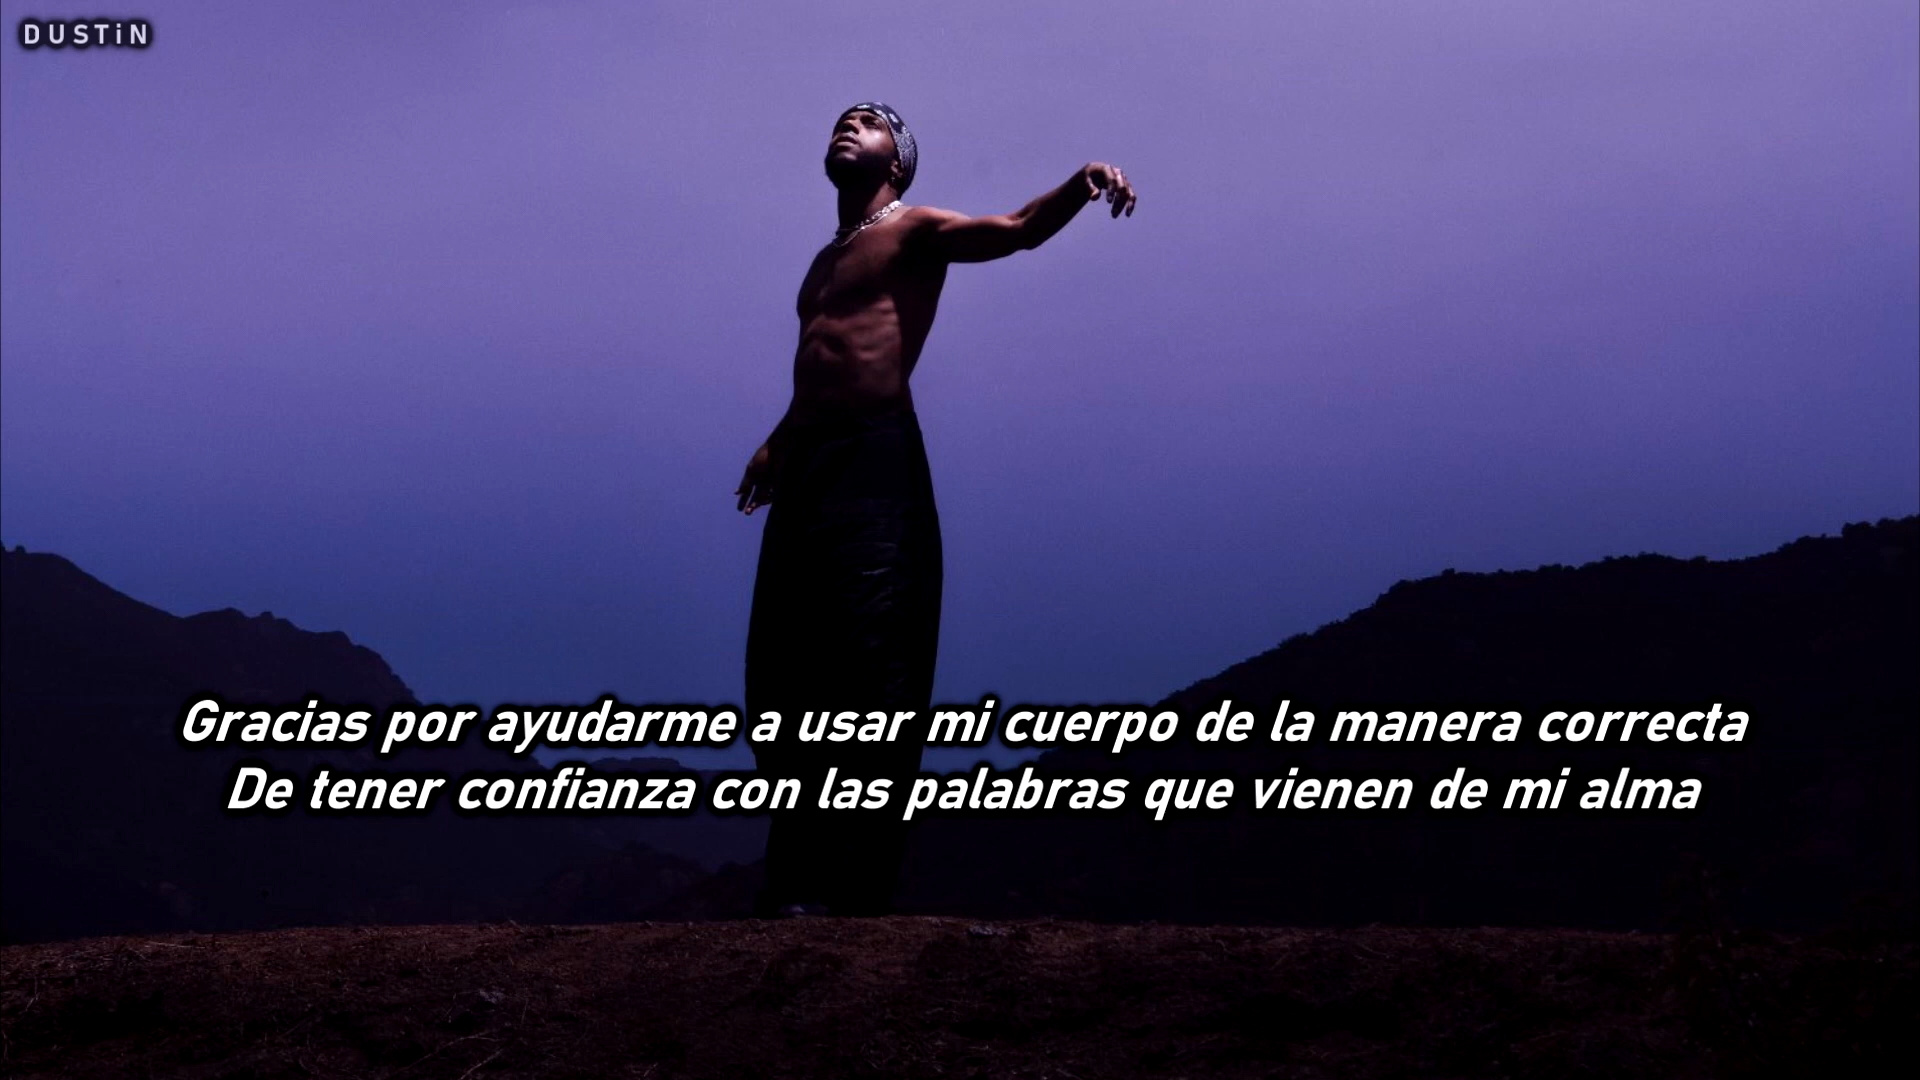 DUSTiN
Gracias por ayudarme a usar mi cuerpo de la manera correcta
De tener confianza con las palabras que vienen de mi alma